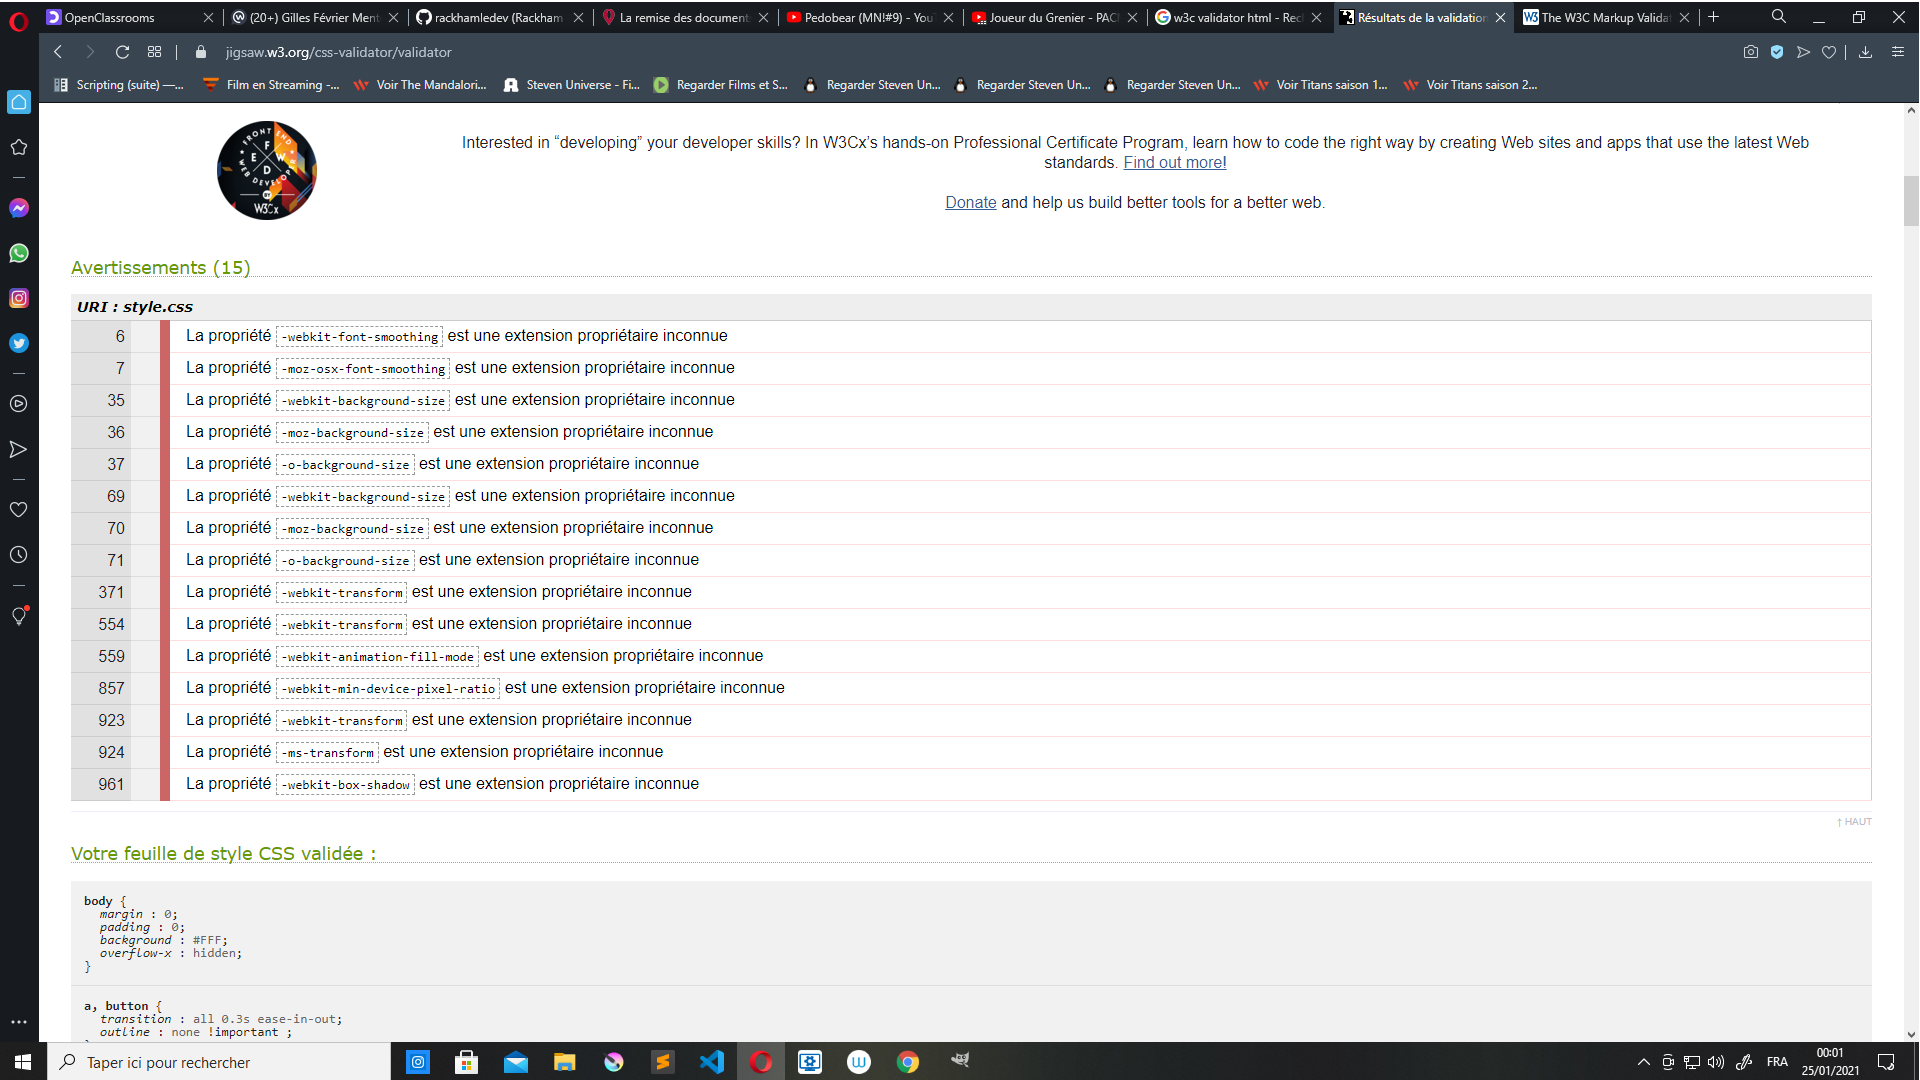 OpenClassrooms
(20+) Gilles Février Ment
rackhamledev (Rackham
La remise des document
Pedobear (MN!#9) - You
Joueur du Grenier - PAC
w3c validator html - Rec
Résultats de la validation
The W3C Markup Valida
jigsaw.w3.org/css-validator/validator
Scripting (suite) —...
Film en Streaming -...
Voir The Mandalori...
Steven Universe - Fi...
Regarder Films et S...
Regarder Steven Un...
Regarder Steven Un...
Regarder Steven Un...
Voir Titans saison 1...
Voir Titans saison 2...
FRONT END
WEB DEVELOPER
F
E W
D
BY
W3Cx
Interested in “developing” your developer skills? In W3Cx’s hands-on Professional Certificate Program, learn how to code the right way by creating Web sites and apps that use the latest Web
standards. Find out more!
Donate and help us build better tools for a better web.
Avertissements (15)
URI : style.css
6 La propriété -webkit-font-smoothing est une extension propriétaire inconnue
7 La propriété -moz-osx-font-smoothing est une extension propriétaire inconnue
35 La propriété -webkit-background-size est une extension propriétaire inconnue
36 La propriété -moz-background-size est une extension propriétaire inconnue
37 La propriété -o-background-size est une extension propriétaire inconnue
69 La propriété -webkit-background-size est une extension propriétaire inconnue
70 La propriété -moz-background-size est une extension propriétaire inconnue
71 La propriété -o-background-size est une extension propriétaire inconnue
371 La propriété -webkit-transform est une extension propriétaire inconnue
554 La propriété -webkit-transform est une extension propriétaire inconnue
559 La propriété -webkit-animation-fill-mode est une extension propriétaire inconnue
857 La propriété -webkit-min-device-pixel-ratio est une extension propriétaire inconnue
923 La propriété -webkit-transform est une extension propriétaire inconnue
924 La propriété -ms-transform est une extension propriétaire inconnue
961 La propriété -webkit-box-shadow est une extension propriétaire inconnue
↑ HAUT
Votre feuille de style CSS validée :
body {
margin : 0;
padding : 0;
background : #FFF;
overflow-x : hidden;
}
a, button {
transition : all 0.3s ease-in-out;
outline : none !important ;
Taper ici pour rechercher
FRA
00:01
25/01/2021